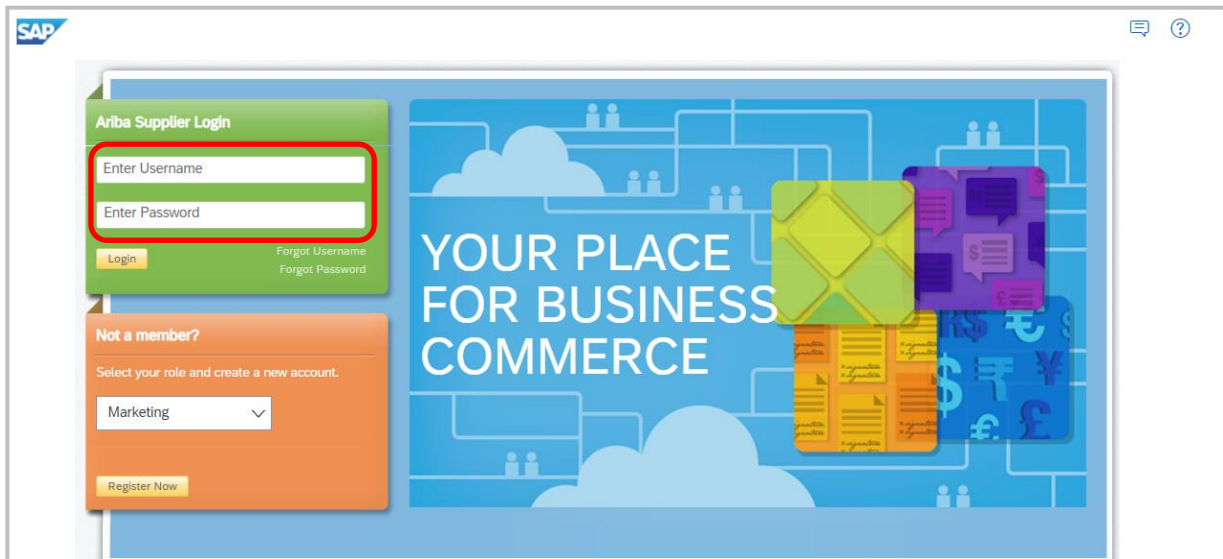 SAP
Ariba Supplier Login
Enter Username
Enter Password
Login
Forgot Username
Forgot Password
Not a member?
Select your role and create a new account.
Marketing
Register Now
YOUR PLACE
FOR BUSINESS
COMMERCE